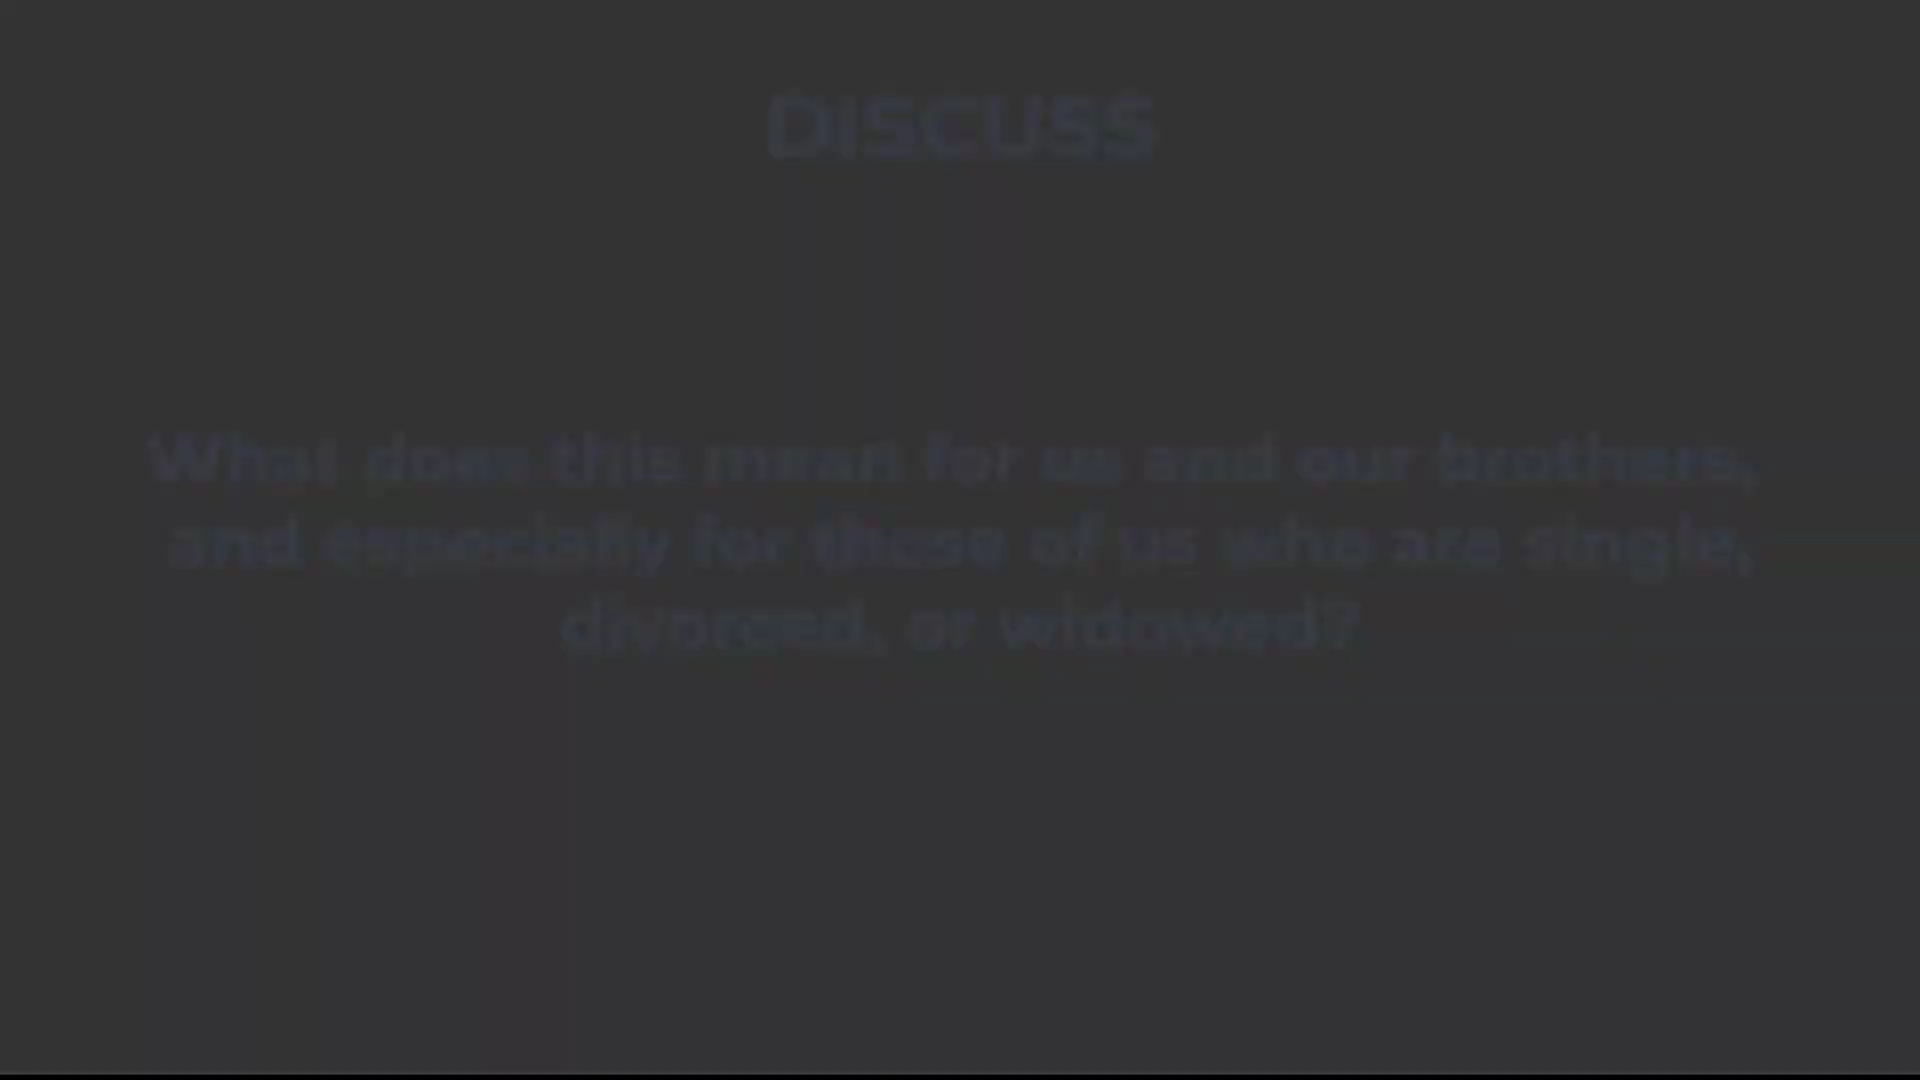 DISCUSS
What does this mean for us and our brothers,
and especially for those of us who are single,
divorced, or widowed?